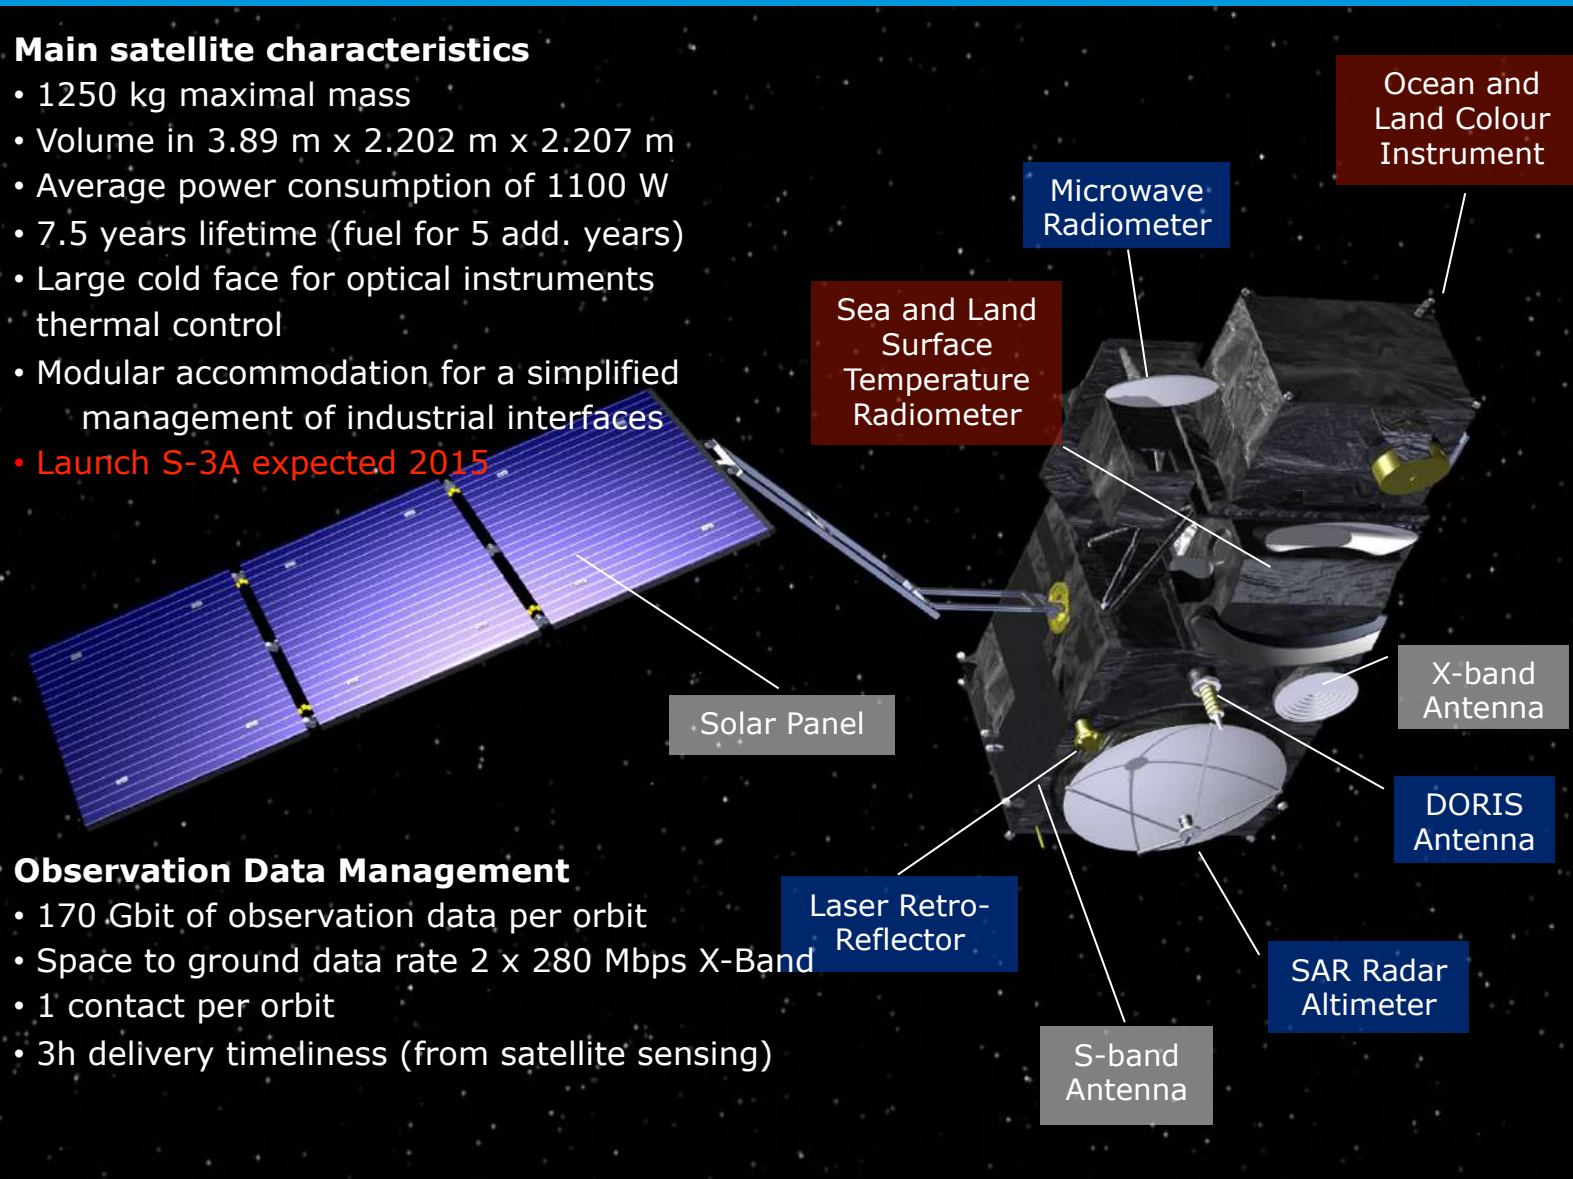 Main satellite characteristics
• 1250 kg maximal mass
• Volume in 3.89 m x 2.202 m x 2.207 m
• Average power consumption of 1100 W
• 7.5 years lifetime (fuel for 5 add. years)
• Large cold face for optical instruments
thermal control
• Modular accommodation for a simplified
management of industrial interfaces
• Launch S-3A expected 2015
Ocean and
Land Colour
Instrument
Microwave
Radiometer
Sea and Land
Surface
Temperature
Radiometer
Solar Panel
X-band
Antenna
DORIS
Antenna
Laser Retro-
Reflector
SAR Radar
Altimeter
S-band
Antenna
Observation Data Management
• 170 Gbit of observation data per orbit
• Space to ground data rate 2 x 280 Mbps X-Band
• 1 contact per orbit
• 3h delivery timeliness (from satellite sensing)